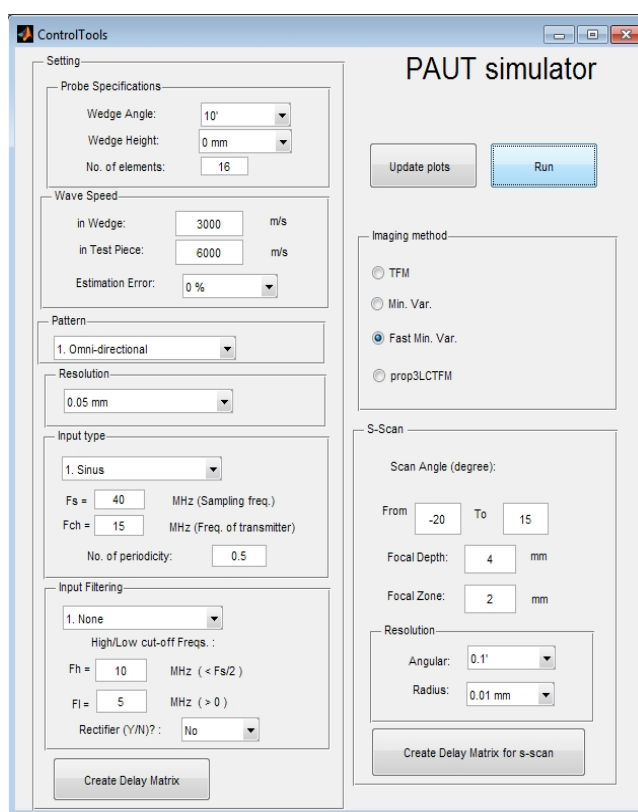 ControlTools
PAUT simulator
Setting
Probe Specifications
Wedge Angle: 10'
Wedge Height: 0 mm
No. of elements: 16
Wave Speed
in Wedge: 3000 m/s
in Test Piece: 6000 m/s
Estimation Error: 0 %
Pattern
1. Omni-directional
Resolution
0.05 mm
Input type
1. Sinus
Fs = 40 MHz (Sampling freq.)
Fch = 15 MHz (Freq. of transmitter)
No. of periodicity: 0.5
Input Filtering
1. None
High/Low cut-off Freqs. :
Fh = 10 MHz ( < Fs/2 )
Fl = 5 MHz ( > 0 )
Rectifier (Y/N)? : No
Create Delay Matrix
Update plots Run
Imaging method
TFM
Min. Var.
Fast Min. Var.
prop3LCTFM
S-Scan
Scan Angle (degree):
From -20 To 15
Focal Depth: 4 mm
Focal Zone: 2 mm
Resolution
Angular: 0.1'
Radius: 0.01 mm
Create Delay Matrix for s-scan